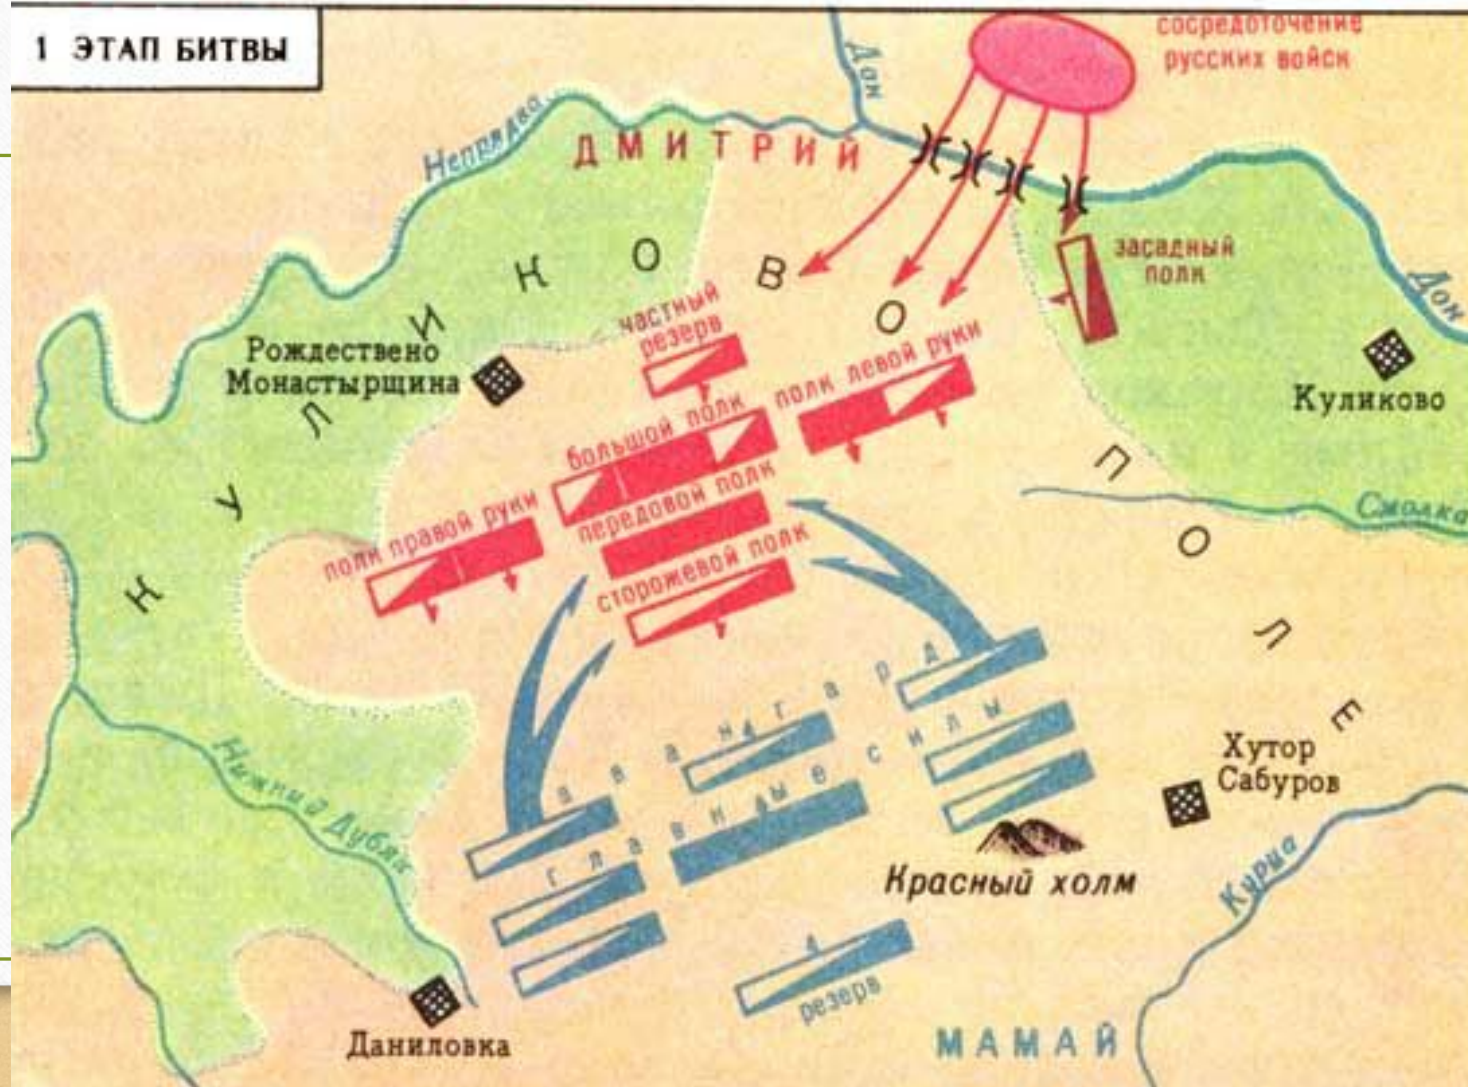 1 ЭТАП БИТВЫ
сосредоточение
русских войск
Дон
Непрядва
ДМИТРИЙ
засадный
полк
Дон
КУЛИКОВО ПОЛЕ
частный
резерв
Рождествено
Монастырщина
Куликово
полк левой руки
большой полк
передовой полк
полк правой руки
сторожевой полк
Смолка
авангард
главные силы
Нижний Дубяк
Хутор
Сабуров
Красный холм
Курца
резерв
Даниловка
МАМАЙ